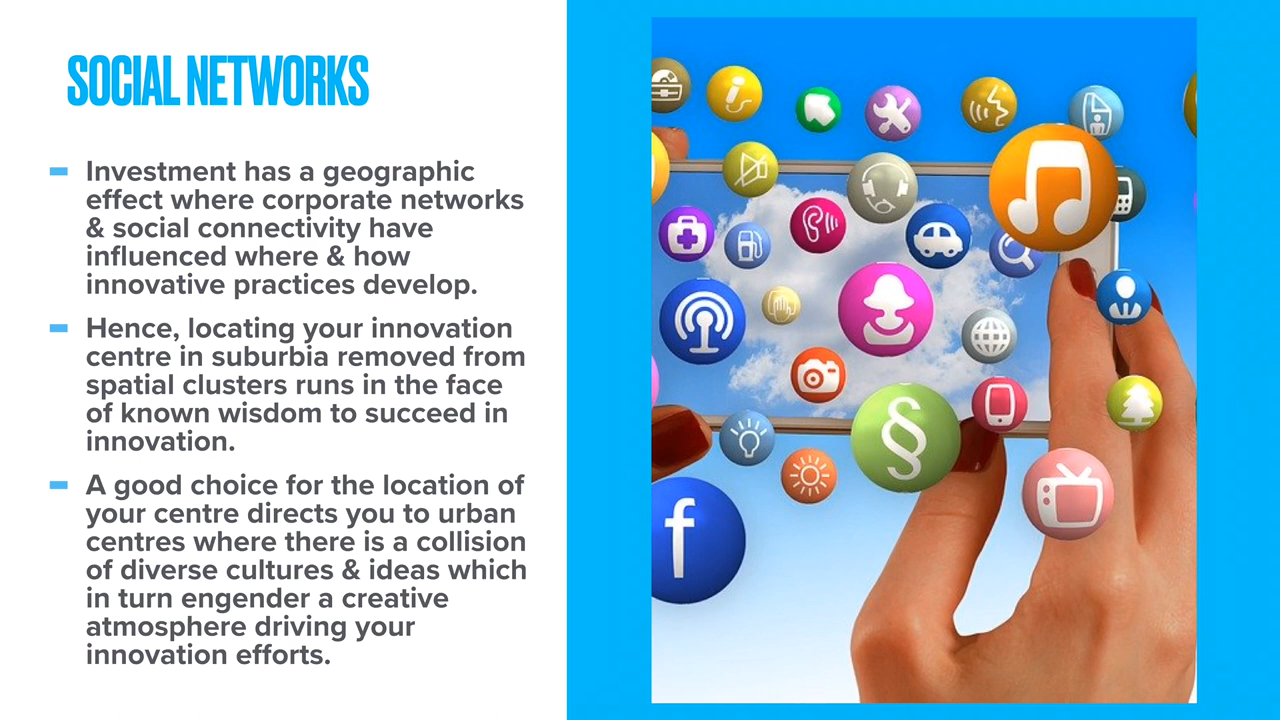 SOCIAL NETWORKS
Investment has a geographic
effect where corporate networks
& social connectivity have
influenced where & how
innovative practices develop.
Hence, locating your innovation
centre in suburbia removed from
spatial clusters runs in the face
of known wisdom to succeed in
innovation.
A good choice for the location of
your centre directs you to urban
centres where there is a collision
of diverse cultures & ideas which
in turn engender a creative
atmosphere driving your
innovation efforts.
i
§
f